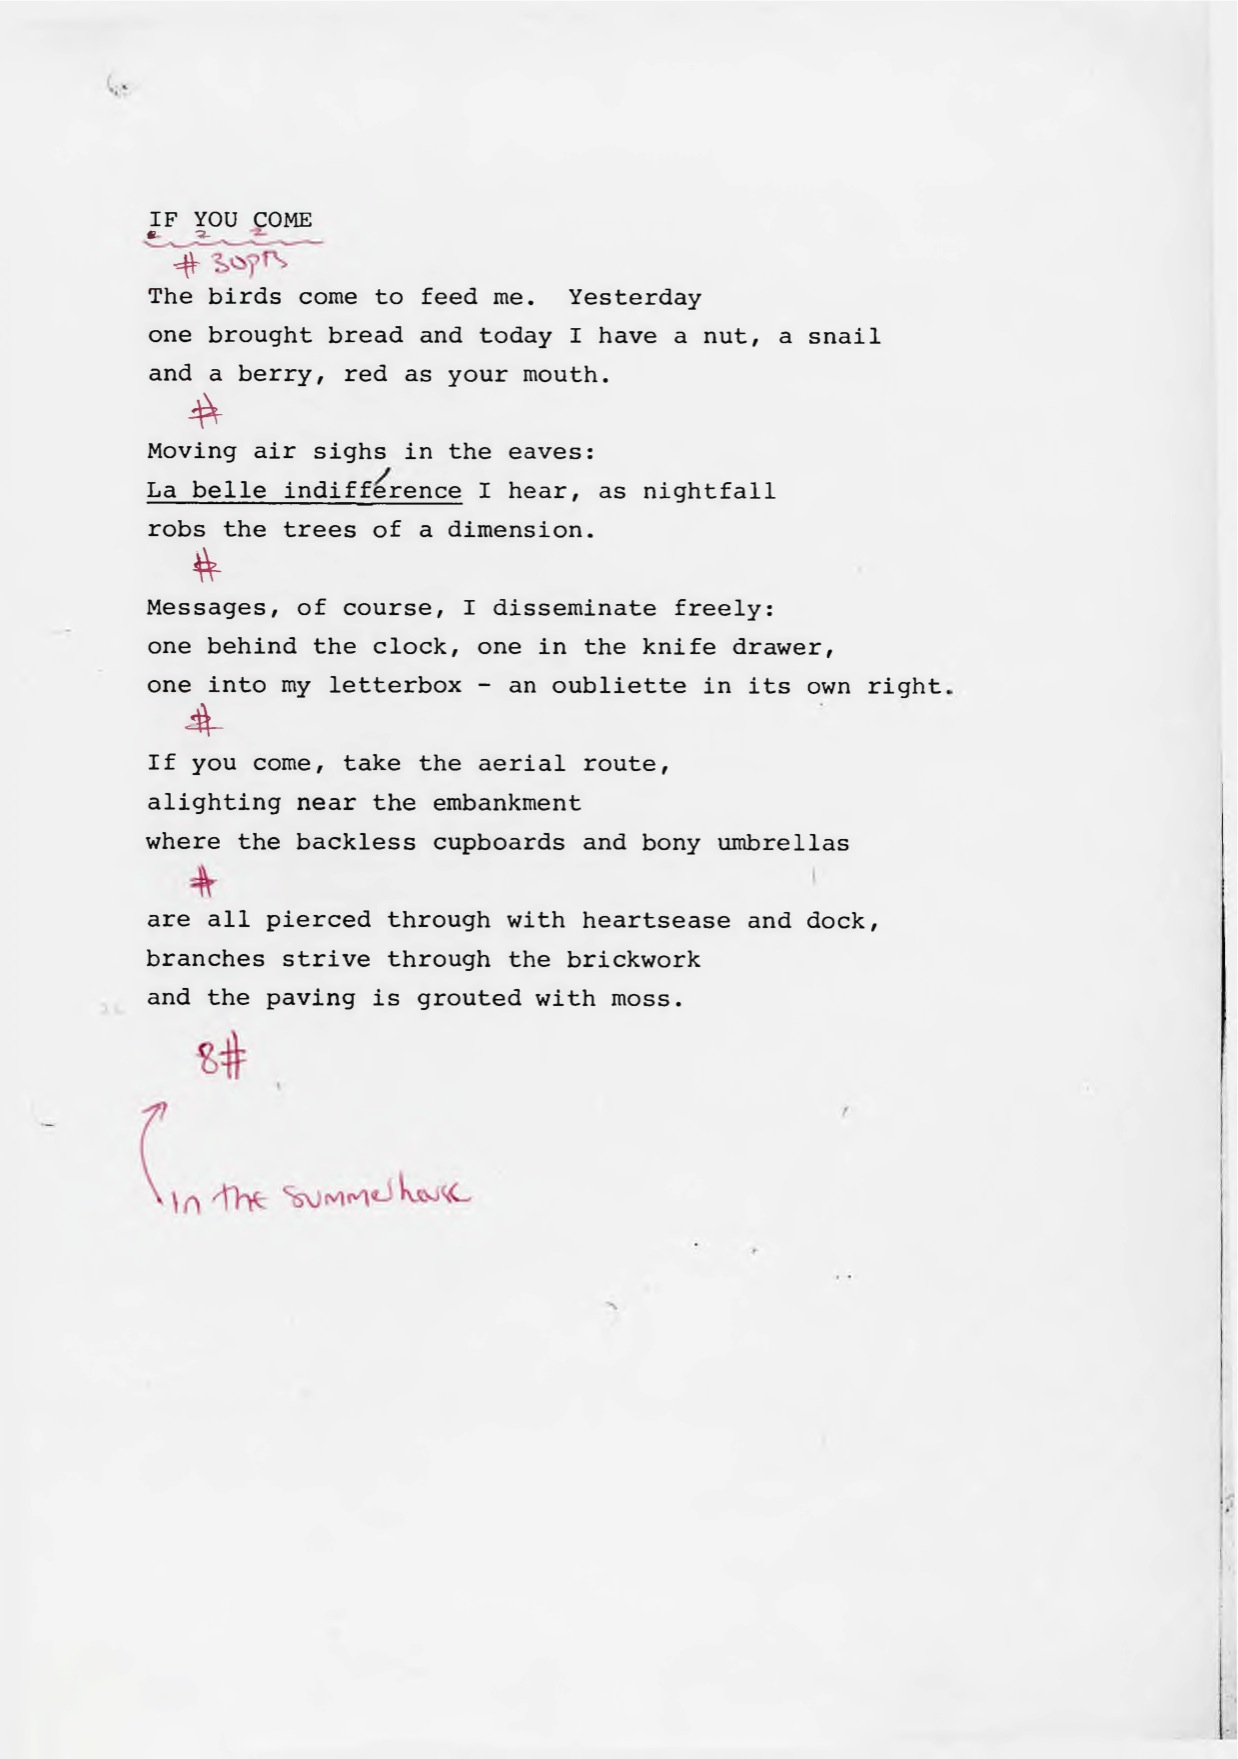 IF YOU COME
# 30pts
The birds come to feed me.  Yesterday
one brought bread and today I have a nut, a snail
and a berry, red as your mouth.
#
Moving air sighs in the eaves:
La belle indifférence I hear, as nightfall
robs the trees of a dimension.
#
Messages, of course, I disseminate freely:
one behind the clock, one in the knife drawer,
one into my letterbox - an oubliette in its own right.
#
If you come, take the aerial route,
alighting near the embankment
where the backless cupboards and bony umbrellas
#
are all pierced through with heartsease and dock,
branches strive through the brickwork
and the paving is grouted with moss.
8#
in the summerhouse